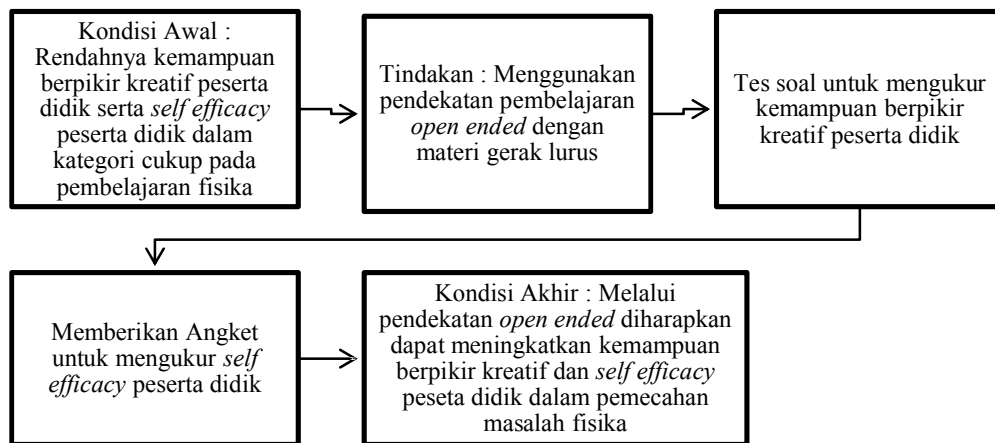 Kondisi Awal :
Rendahnya kemampuan
berpikir kreatif peserta
didik serta self efficacy
peserta didik dalam
kategori cukup pada
pembelajaran fisika
Tindakan : Menggunakan
pendekatan pembelajaran
open ended dengan
materi gerak lurus
Tes soal untuk mengukur
kemampuan berpikir
kreatif peserta didik
Memberikan Angket
untuk mengukur self
efficacy peserta didik
Kondisi Akhir : Melalui
pendekatan open ended diharapkan
dapat meningkatkan kemampuan
berpikir kreatif dan self efficacy
peseta didik dalam pemecahan
masalah fisika